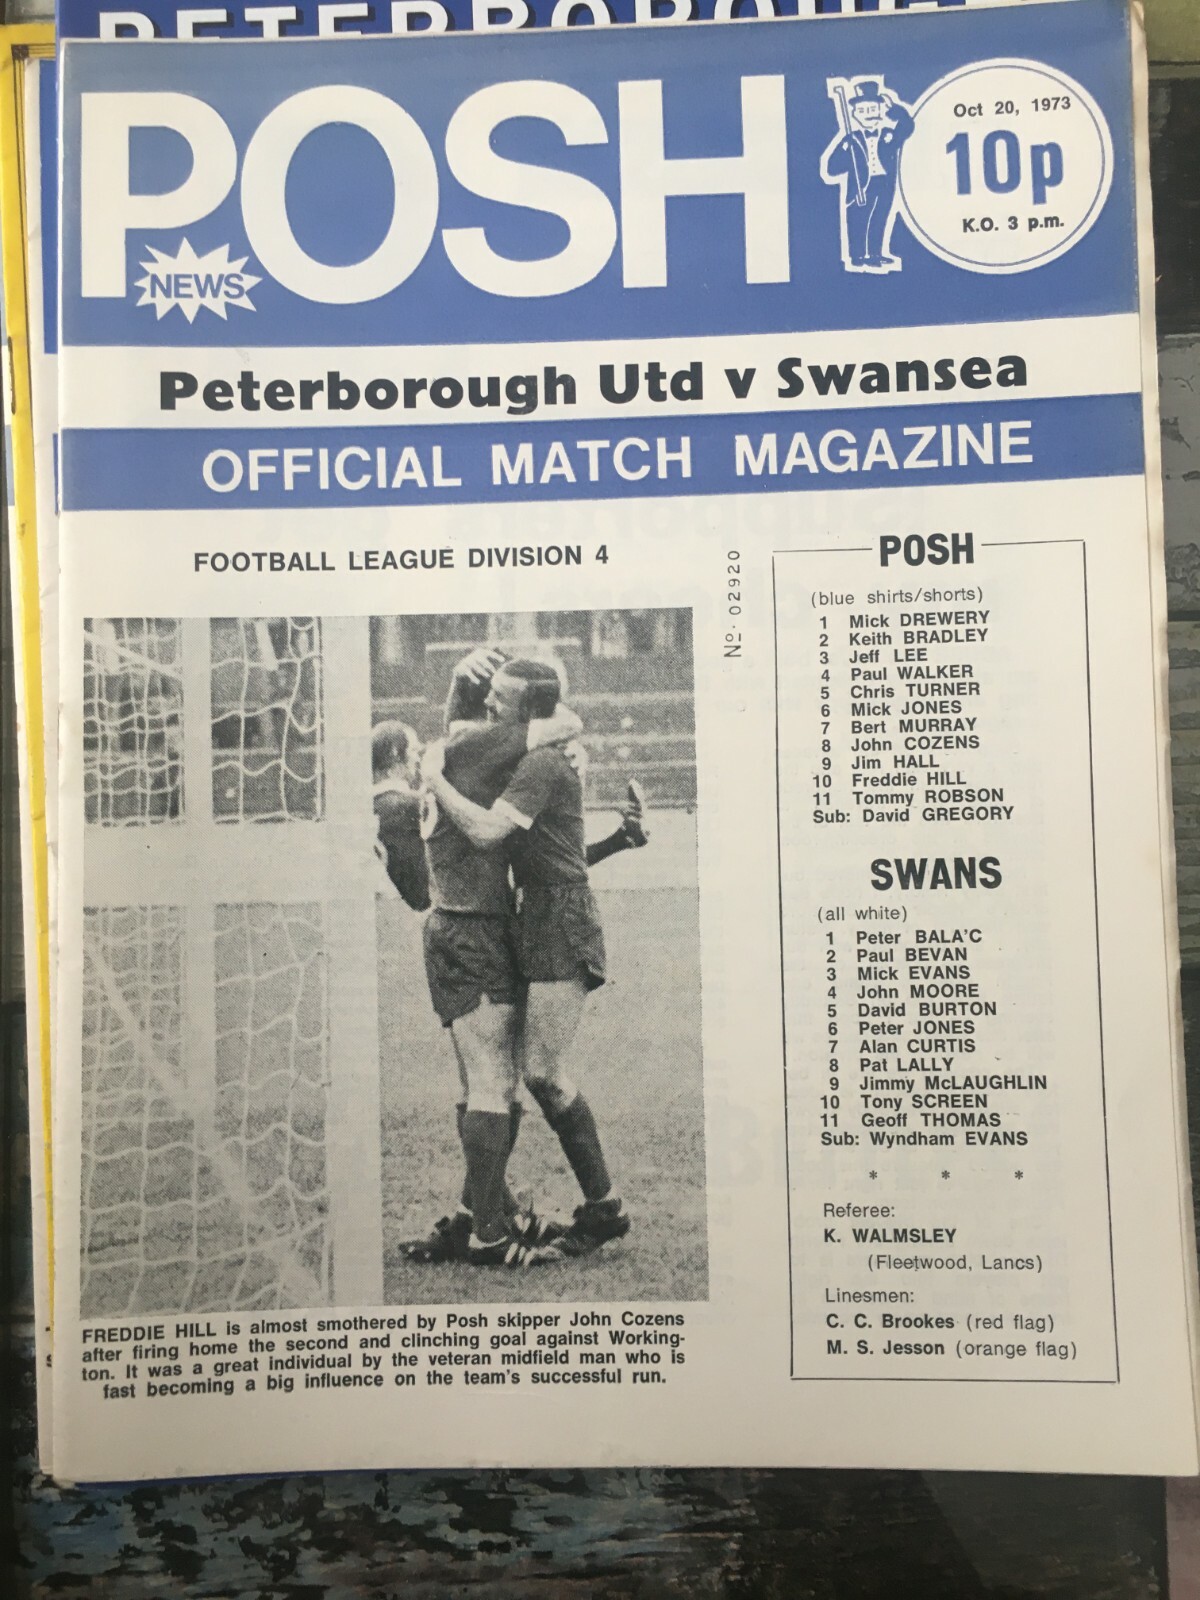 POSH
NEWS
Oct 20, 1973
10p
K.O. 3 p.m.
Peterborough Utd v Swansea
OFFICIAL MATCH MAGAZINE
FOOTBALL LEAGUE DIVISION 4
No. 02920
FREDDIE HILL is almost smothered by Posh skipper John Cozens
after firing home the second and clinching goal against Working-
ton. It was a great individual by the veteran midfield man who is
fast becoming a big influence on the team's successful run.
POSH
(blue shirts/shorts)
1 Mick DREWERY
2 Keith BRADLEY
3 Jeff LEE
4 Paul WALKER
5 Chris TURNER
6 Mick JONES
7 Bert MURRAY
8 John COZENS
9 Jim HALL
10 Freddie HILL
11 Tommy ROBSON
Sub: David GREGORY
SWANS
(all white)
1 Peter BALA'C
2 Paul BEVAN
3 Mick EVANS
4 John MOORE
5 David BURTON
6 Peter JONES
7 Alan CURTIS
8 Pat LALLY
9 Jimmy McLAUGHLIN
10 Tony SCREEN
11 Geoff THOMAS
Sub: Wyndham EVANS
* * *
Referee:
K. WALMSLEY
(Fleetwood, Lancs)
Linesmen:
C. C. Brookes (red flag)
M. S. Jesson (orange flag)